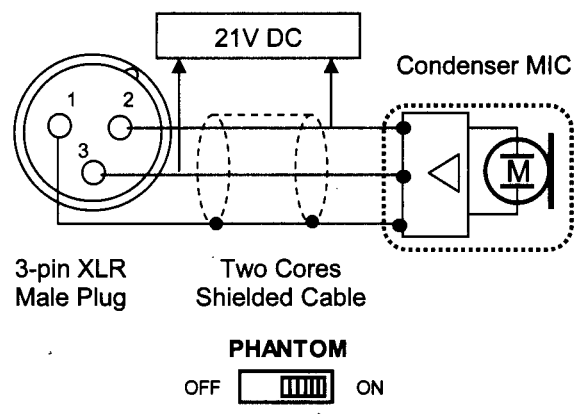 21V DC
Condenser MIC
1
2
3
M
3-pin XLR
Male Plug
Two Cores
Shielded Cable
PHANTOM
OFF
ON